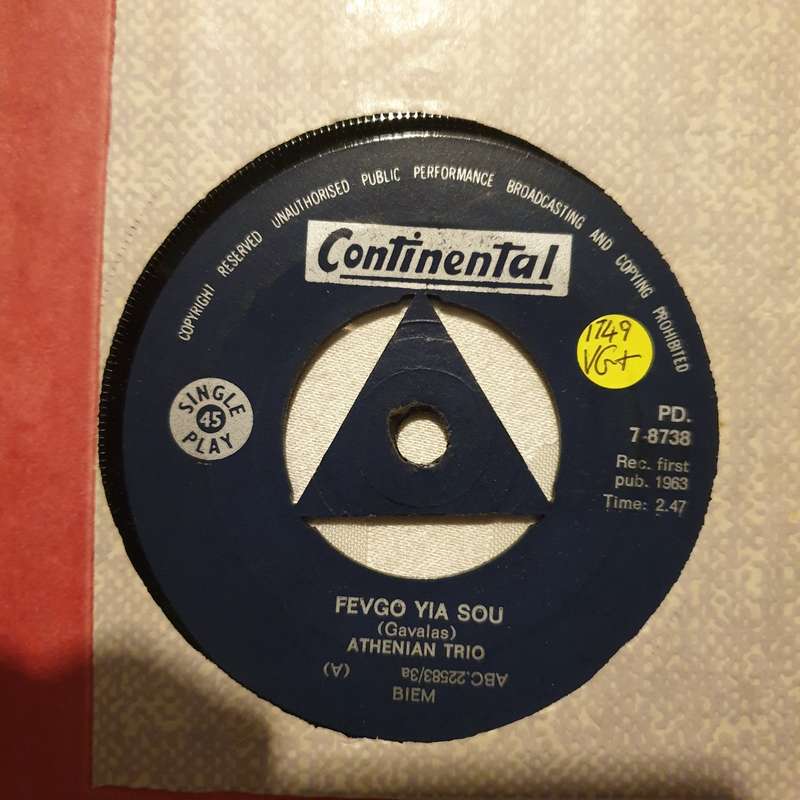 COPYRIGHT RESERVED UNAUTHORISED PUBLIC PERFORMANCE BROADCASTING AND COPYING PROHIBITED
Continental
1749
VG+
SINGLE
45
PLAY
PD.
7-8738
Rec. first
pub. 1963
Time: 2.47
FEVGO YIA SOU
(Gavalas)
ATHENIAN TRIO
ABC.22583/3a (A)
BIEM